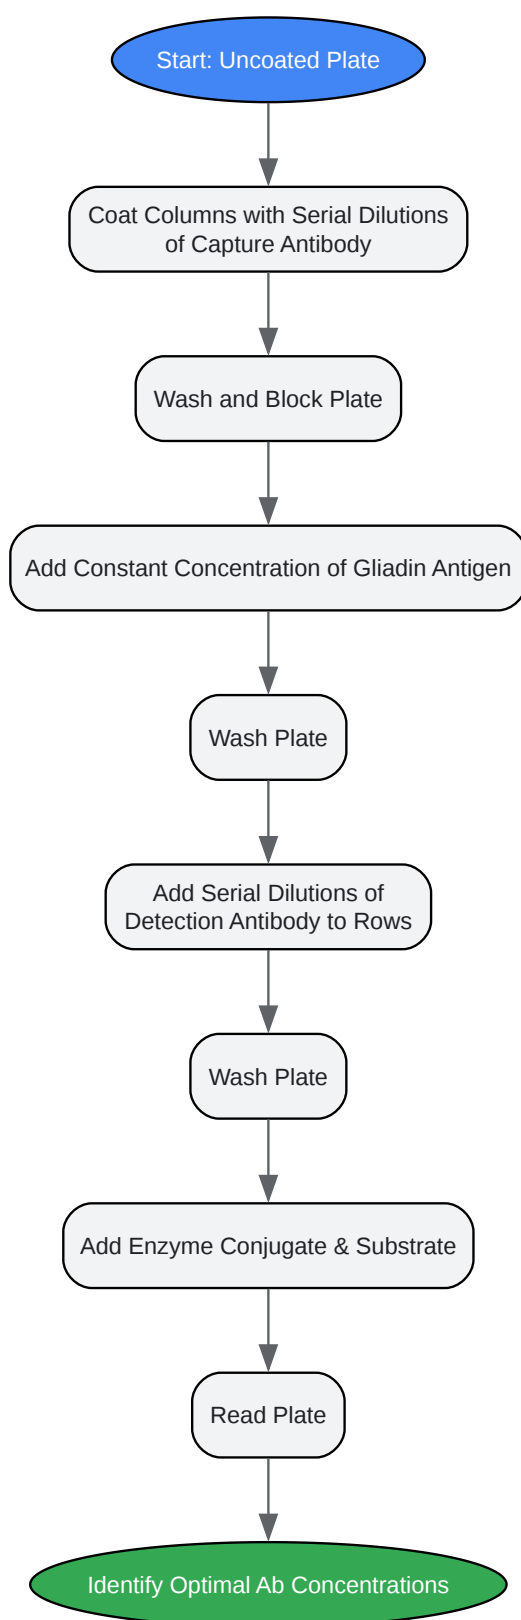 Start: Uncoated Plate
Coat Columns with Serial Dilutions
of Capture Antibody
Wash and Block Plate
Add Constant Concentration of Gliadin Antigen
Wash Plate
Add Serial Dilutions of
Detection Antibody to Rows
Wash Plate
Add Enzyme Conjugate & Substrate
Read Plate
Identify Optimal Ab Concentrations